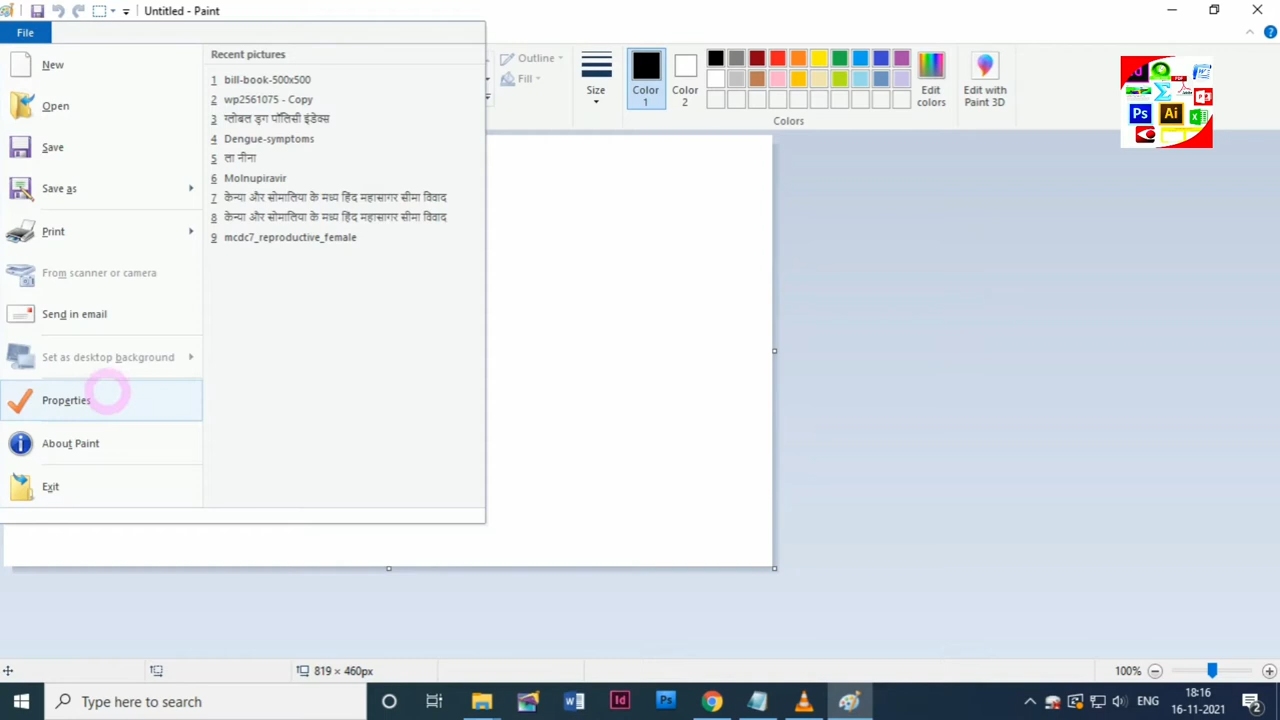 Untitled - Paint
File
Recent pictures
New
1 bill-book-500x500
2 wp2561075 - Copy
Open
3 ग्लोबल ड्रग पॉलिसी इंडेक्स
4 Dengue-symptoms
Save
5 ला नीना
6 Molnupiravir
Save as
7 केन्या और सोमालिया के मध्य हिंद महासागर सीमा विवाद
8 केन्या और सोमालिया के मध्य हिंद महासागर सीमा विवाद
Print
9 mcdc7_reproductive_female
From scanner or camera
Send in email
Set as desktop background
Properties
About Paint
Exit
Outline
Fill
Size
Color 1
Color 2
Edit colors
Edit with Paint 3D
Colors
Ps Ai
819 × 460px
100%
Type here to search
ENG
18:16
16-11-2021
2